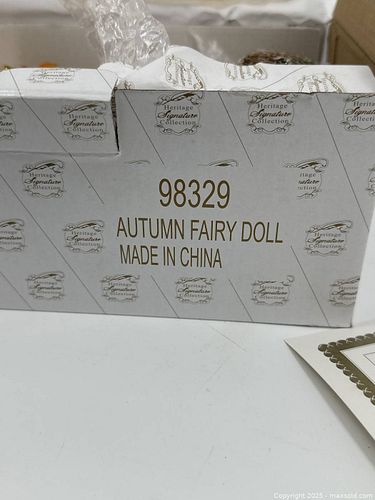 Heritage
Signature
Collection
98329
AUTUMN FAIRY DOLL
MADE IN CHINA
Copyright 2025 - maxsold.com